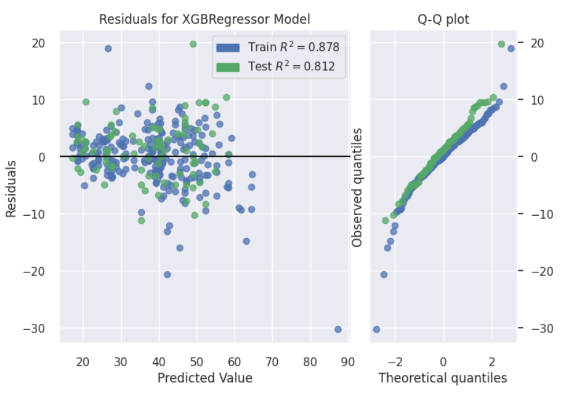 Residuals for XGBRegressor Model
Train R² = 0.878
Test R² = 0.812
20
10
0
−10
−20
−30
Residuals
20 30 40 50 60 70 80 90
Predicted Value
Q-Q plot
Observed quantiles
20
10
0
−10
−20
−30
−2 0 2
Theoretical quantiles